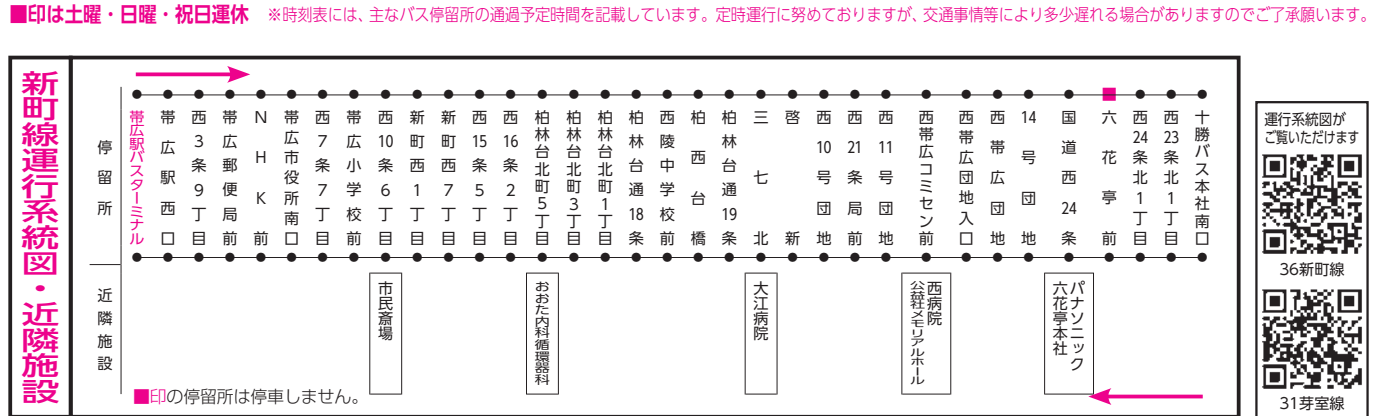 ■印は土曜・日曜・祝日運休 ※時刻表には、主なバス停留所の通過予定時間を記載しています。定時運行に努めておりますが、交通事情等により多少遅れる場合がありますのでご了承願います。
新町線運行系統図・近隣施設
停留所
帯広駅バスターミナル
帯広駅西口
西3条9丁目
帯広郵便局前
NHK前
帯広市役所南口
西7条7丁目
帯広小学校前
西10条6丁目
新町西1丁目
新町西7丁目
西15条5丁目
西16条2丁目
柏林台北町5丁目
柏林台北町3丁目
柏林台北町1丁目
柏林台通18条
西陵中学校前
柏西台橋
柏林台通19条
三七北
啓新
西10号団地
西21条局前
西11号団地
西帯広コミセン前
西帯広団地入口
西帯広団地
14号団地
国道西24条
六花亭前
西24条北1丁目
西23条北1丁目
十勝バス本社南口
近隣施設
市民斎場
おおた内科循環器科
大江病院
西病院
公益社メモリアルホール
パナソニック
六花亭本社
■印の停留所は停車しません。
運行系統図が
ご覧いただけます
36新町線
31芽室線